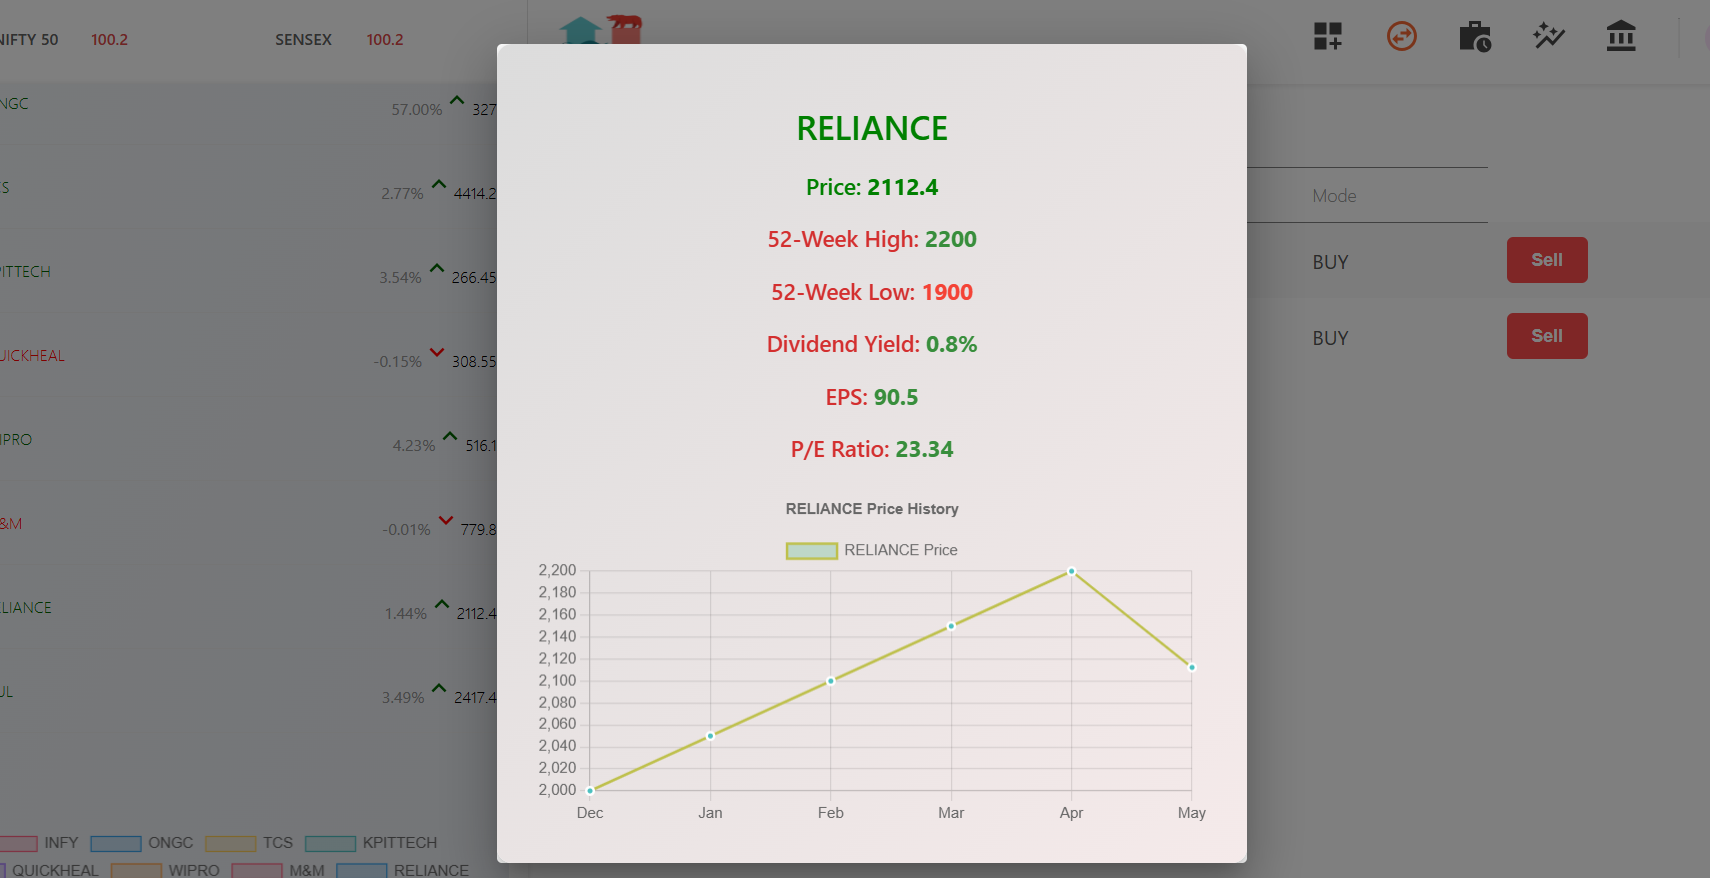 NIFTY 50 100.2 SENSEX 100.2
NGC 57.00% 327
S 2.77% 4414.2
PITTECH 3.54% 266.45
UICKHEAL -0.15% 308.55
IPRO 4.23% 516.1
&M -0.01% 779.8
LIANCE 1.44% 2112.4
UL 3.49% 2417.4
INFY ONGC TCS KPITTECH
QUICKHEAL WIPRO M&M RELIANCE
RELIANCE
Price: 2112.4
52-Week High: 2200
52-Week Low: 1900
Dividend Yield: 0.8%
EPS: 90.5
P/E Ratio: 23.34
RELIANCE Price History
RELIANCE Price
2,200
2,180
2,160
2,140
2,120
2,100
2,080
2,060
2,040
2,020
2,000
Dec Jan Feb Mar Apr May
Mode
BUY Sell
BUY Sell